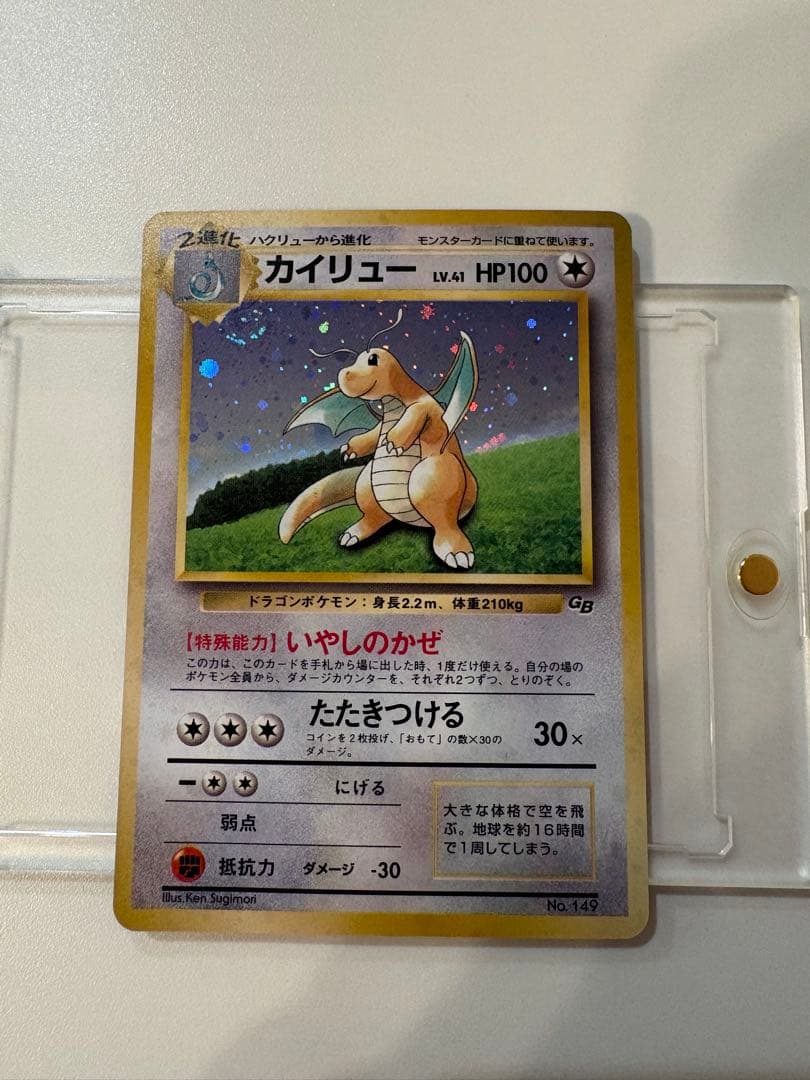 2進化 ハクリューから進化 モンスターカードに重ねて使います。
カイリュー LV.41 HP100
ドラゴンポケモン:身長2.2m、体重210kg GB
【特殊能力】いやしのかぜ
この力は、このカードを手札から場に出した時、1度だけ使える。自分の場の
ポケモン全員から、ダメージカウンターを、それぞれ2つずつ、とりのぞく。
たたきつける 30×
コインを2枚投げ、「おもて」の数×30の
ダメージ。
ー にげる
弱点
抵抗力 ダメージ -30
大きな体格で空を飛
ぶ。地球を約16時間
で1周してしまう。
Illus.Ken Sugimori No.149